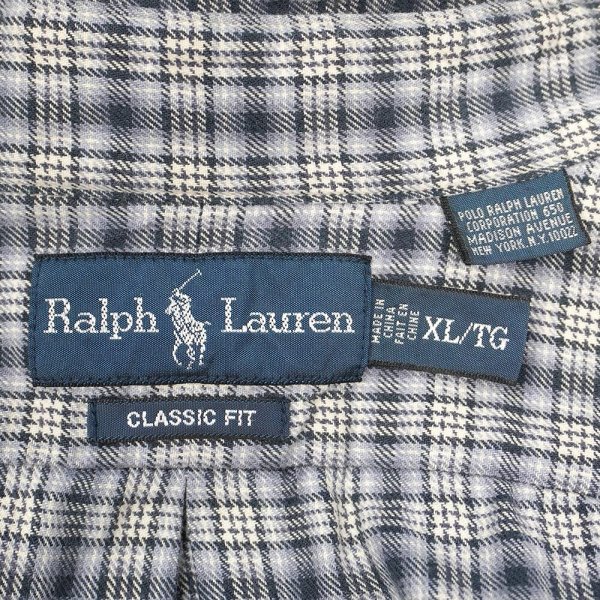 POLO RALPH LAUREN
CORPORATION 650
MADISON AVENUE
NEW YORK N.Y.10022
Ralph Lauren
MADE IN
CHINA
FAIT EN
CHINE
XL/TG
CLASSIC FIT